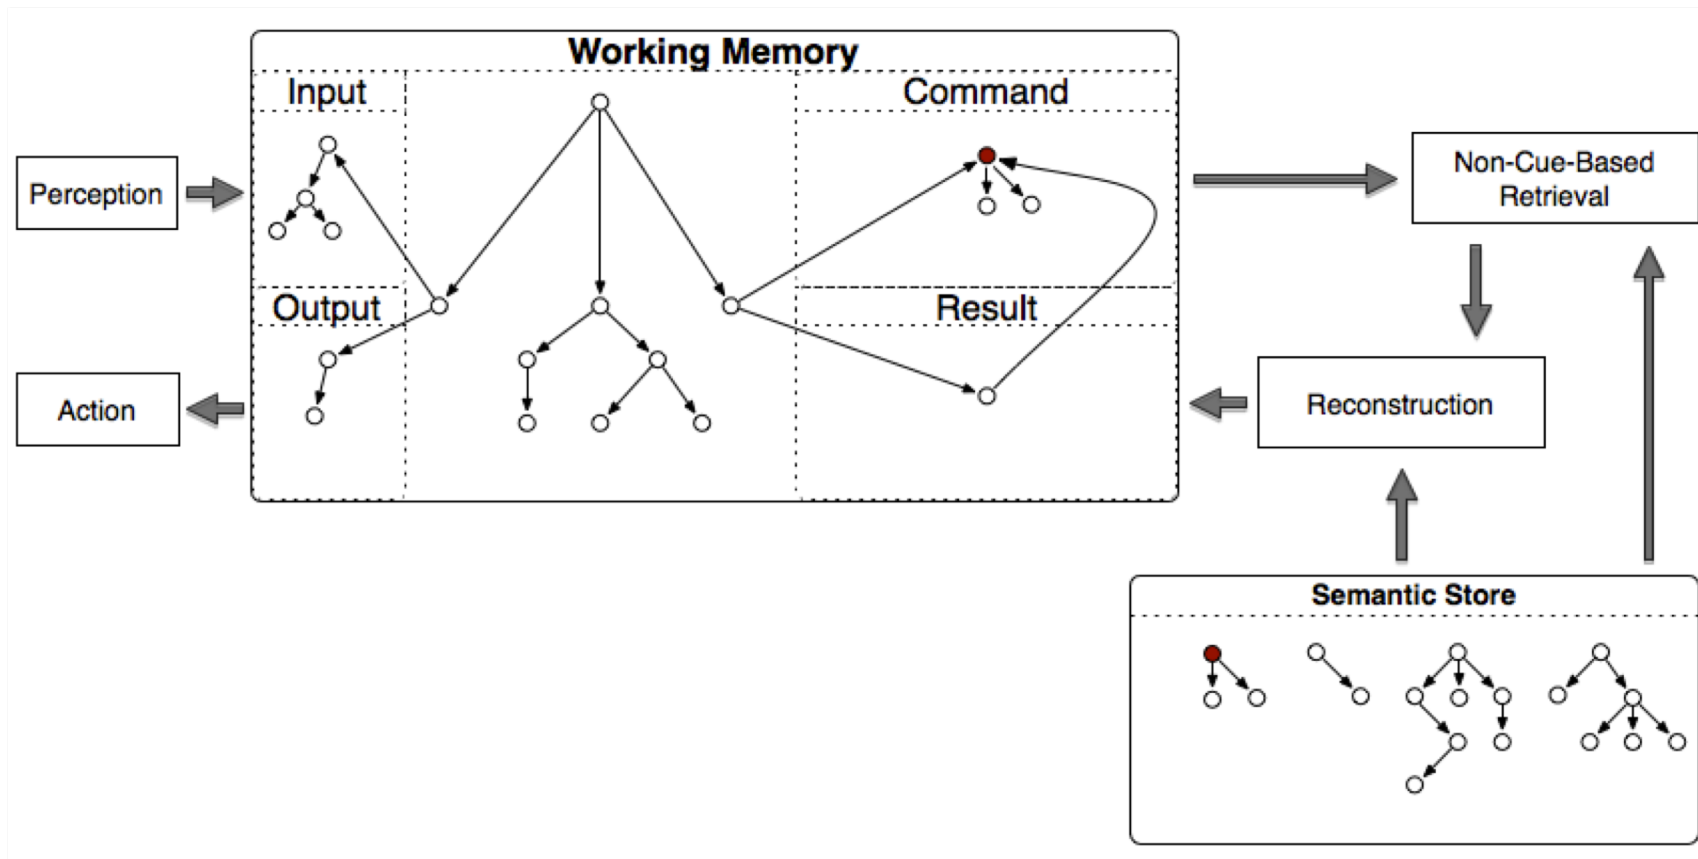 Working Memory
Input
Command
Perception
Non-Cue-Based
Retrieval
Output
Result
Action
Reconstruction
Semantic Store